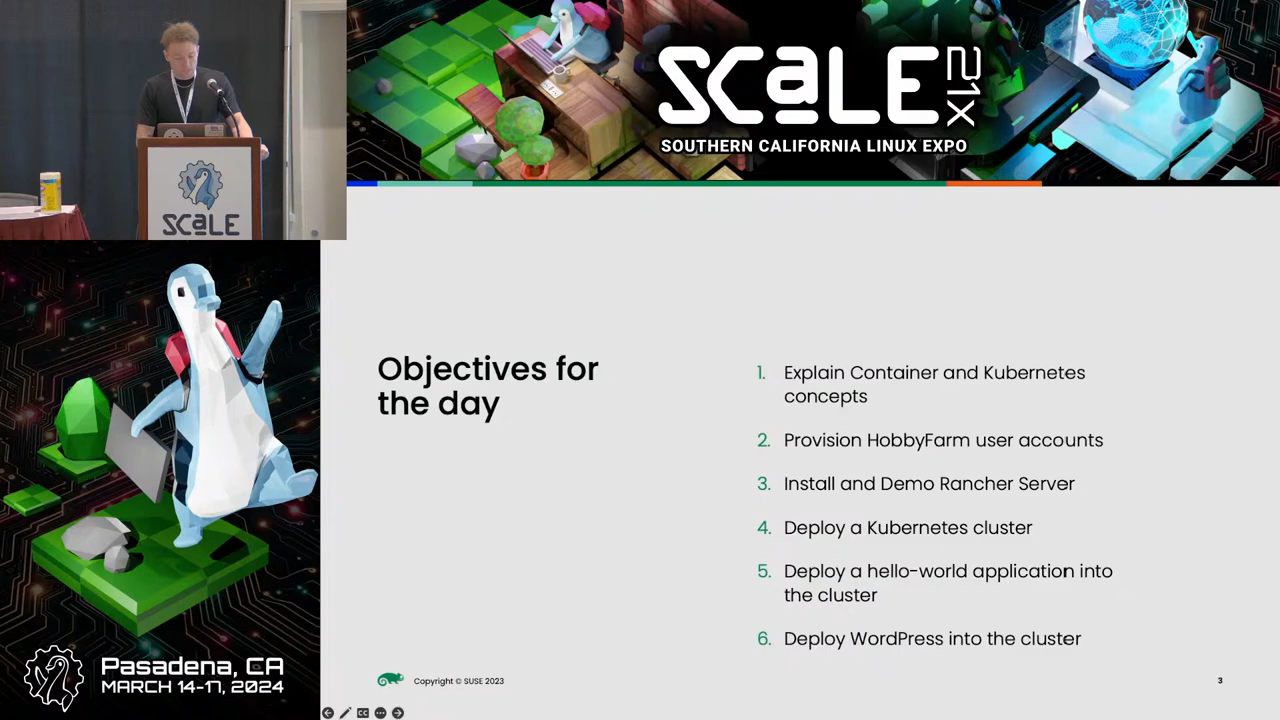 SCALE 21X
SOUTHERN CALIFORNIA LINUX EXPO
SCALE
Objectives for
the day
1. Explain Container and Kubernetes
concepts
2. Provision HobbyFarm user accounts
3. Install and Demo Rancher Server
4. Deploy a Kubernetes cluster
5. Deploy a hello-world application into
the cluster
6. Deploy WordPress into the cluster
Pasadena, CA
MARCH 14-17, 2024
Copyright © SUSE 2023
3
CC